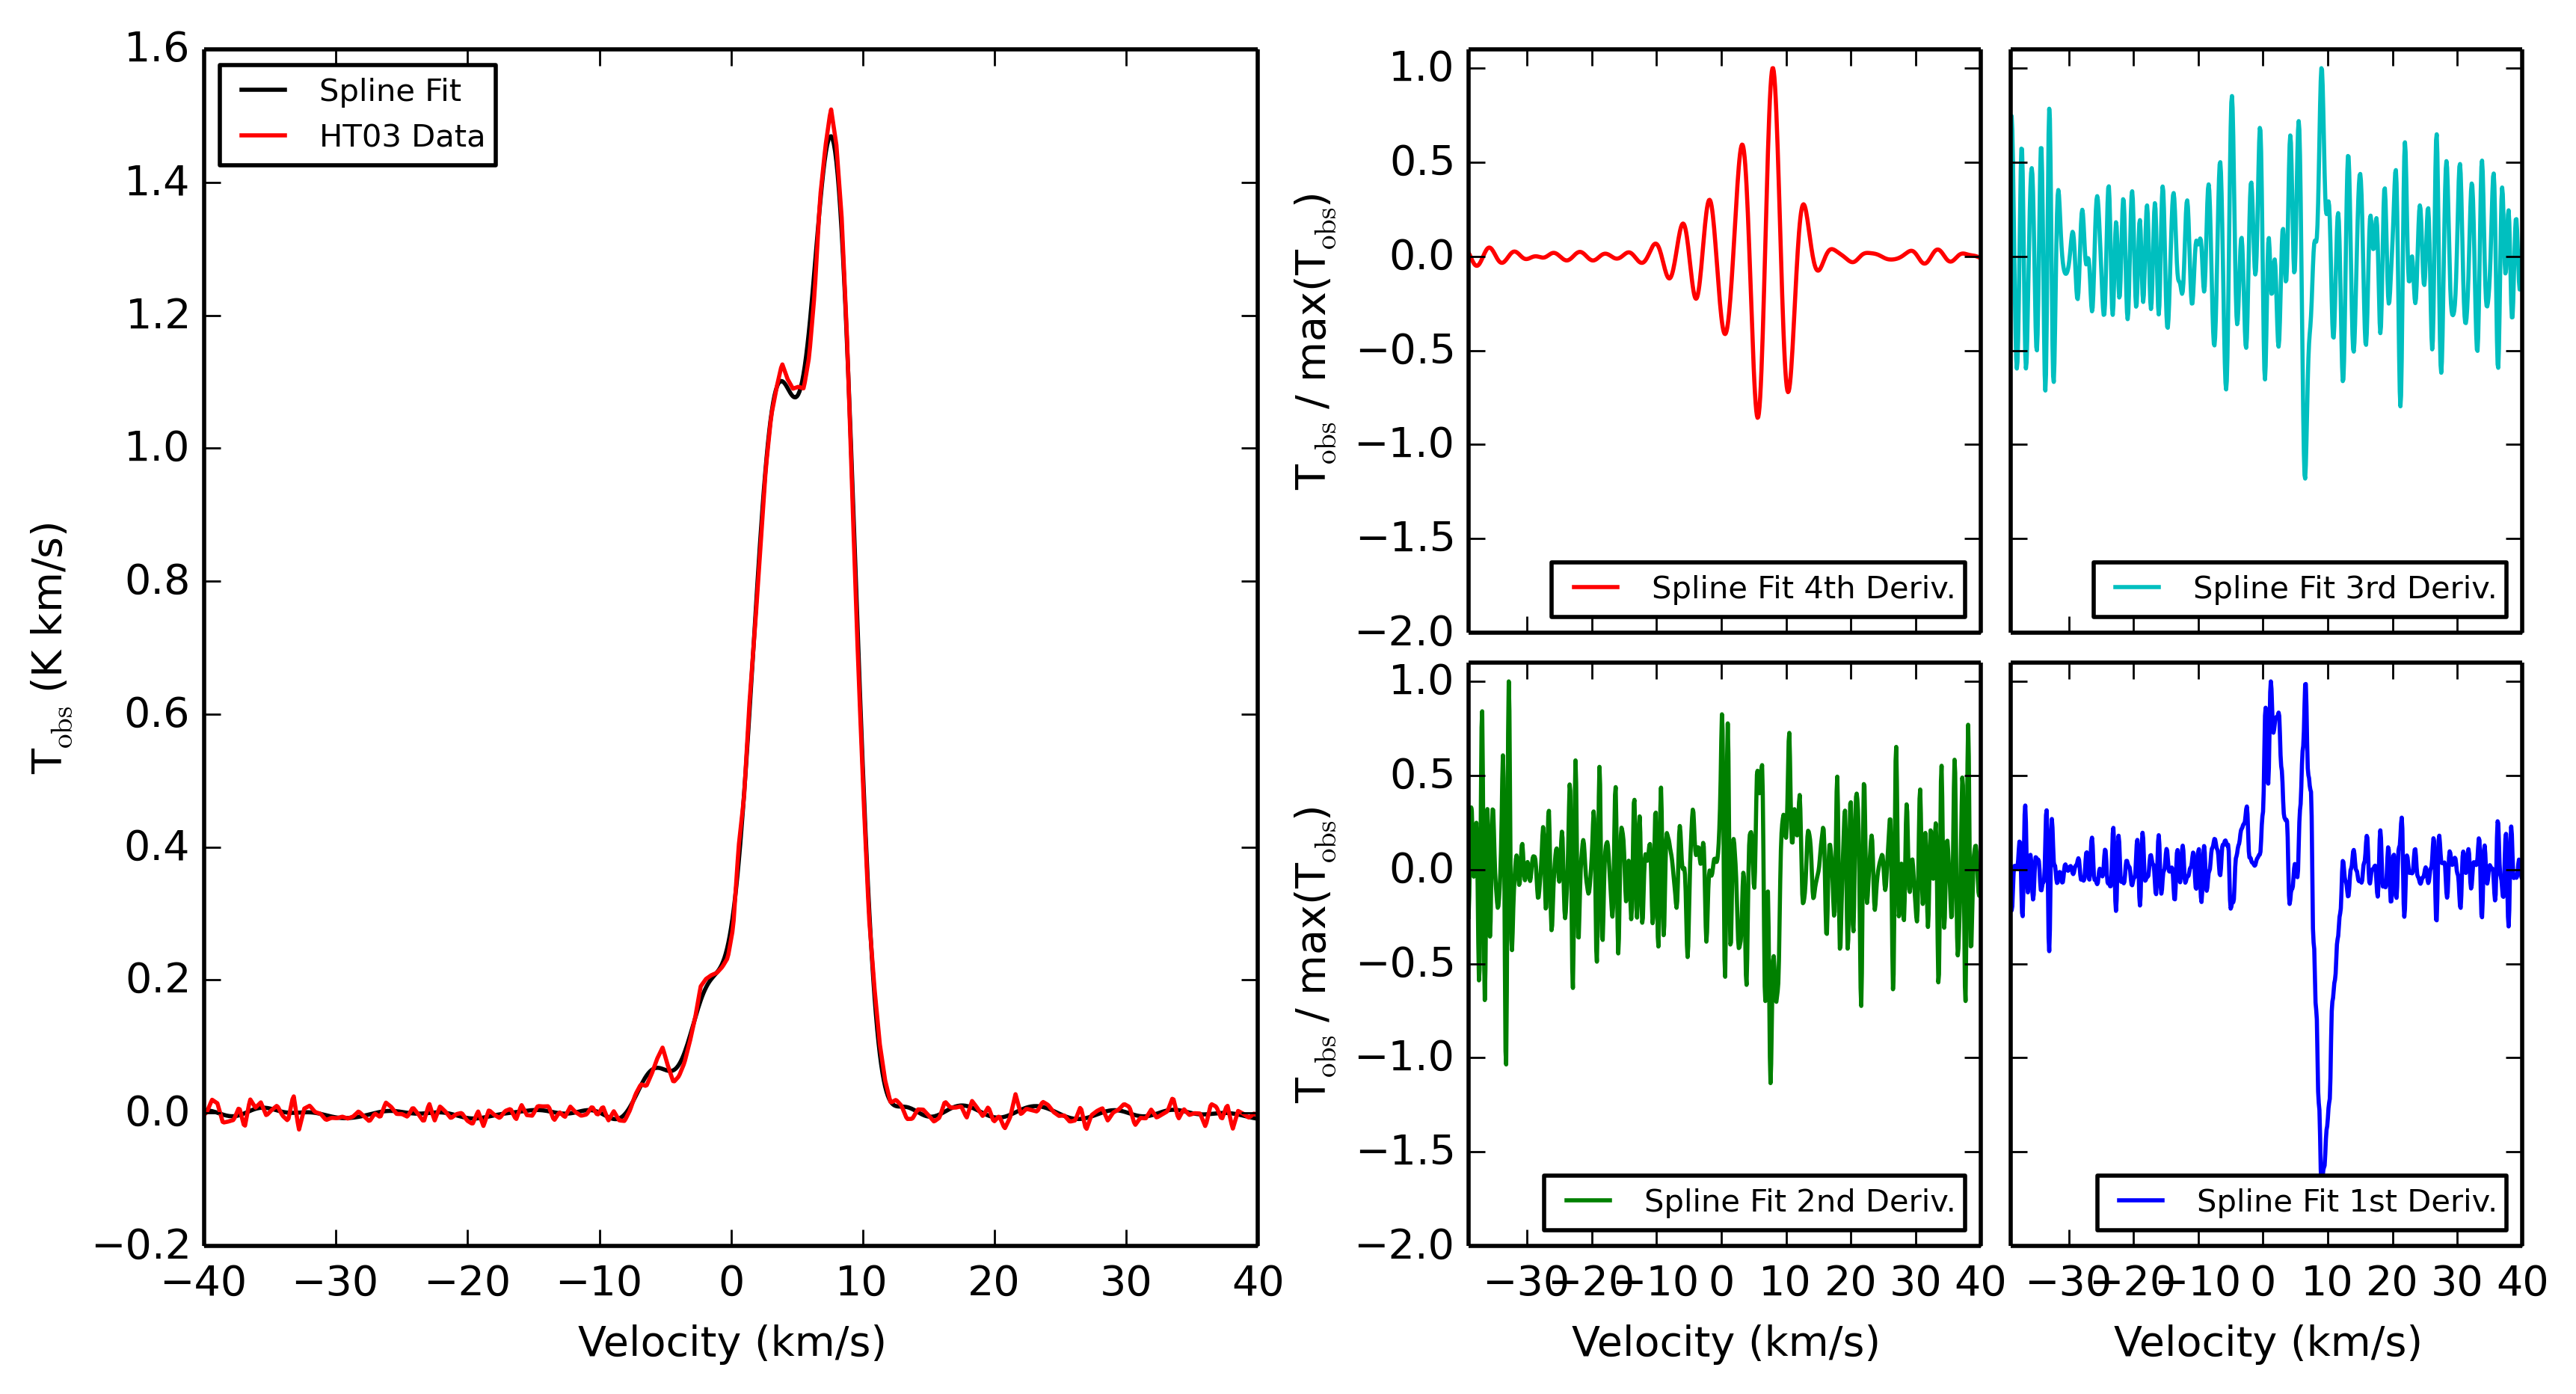 1.6
1.4
1.2
1.0
0.8
0.6
0.4
0.2
0.0
−0.2
T_obs (K km/s)
Spline Fit
HT03 Data
−40 −30 −20 −10 0 10 20 30 40
Velocity (km/s)
1.0
0.5
0.0
−0.5
−1.0
−1.5
−2.0
T_obs / max(T_obs)
Spline Fit 4th Deriv.
Spline Fit 3rd Deriv.
1.0
0.5
0.0
−0.5
−1.0
−1.5
−2.0
T_obs / max(T_obs)
Spline Fit 2nd Deriv.
Spline Fit 1st Deriv.
−30 −20 −10 0 10 20 30 40
−30 −20 −10 0 10 20 30 40
Velocity (km/s)
Velocity (km/s)